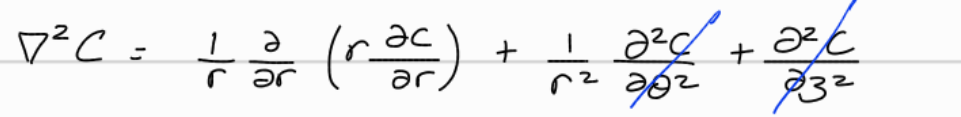 ∇²C = 1/r ∂/∂r (r ∂C/∂r) + 1/r² ∂²C/∂θ² + ∂²C/∂z²